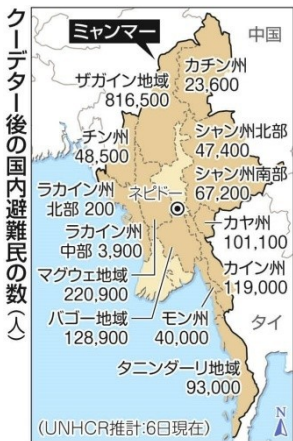 クーデター後の国内避難民の数(人)
ミャンマー
中国
ザガイン地域
816,500
カチン州
23,600
チン州
48,500
シャン州北部
47,400
シャン州南部
67,200
ラカイン州
北部 200
ネピドー
ラカイン州
中部 3,900
カヤ州
101,100
マグウェ地域
220,900
カイン州
119,000
バゴー地域
128,900
モン州
40,000
タイ
タニンダーリ地域
93,000
(UNHCR推計:6日現在)
N